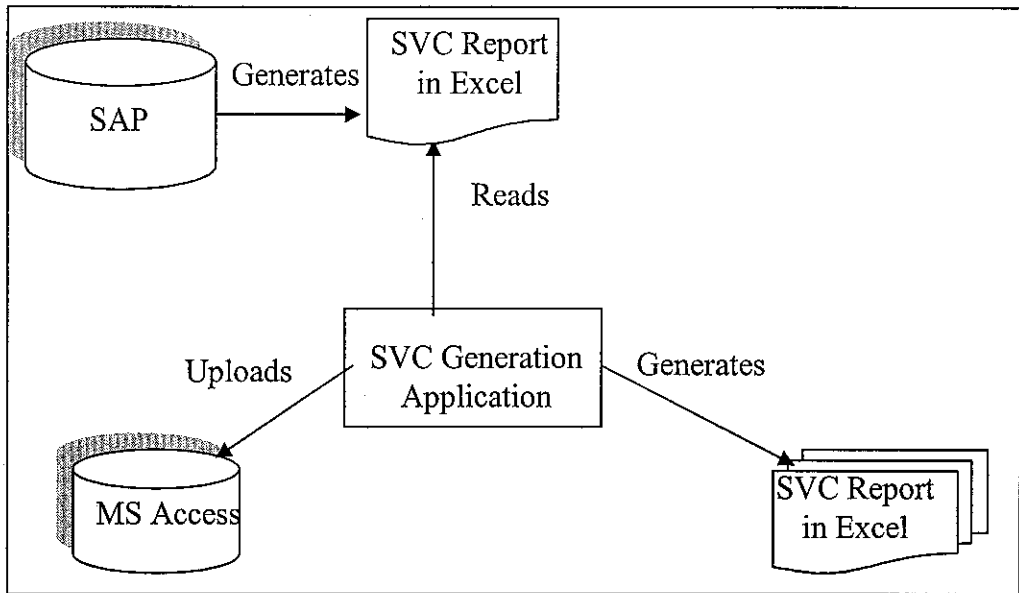 SAP
Generates
SVC Report
in Excel
Reads
SVC Generation
Application
Uploads
Generates
MS Access
SVC Report
in Excel